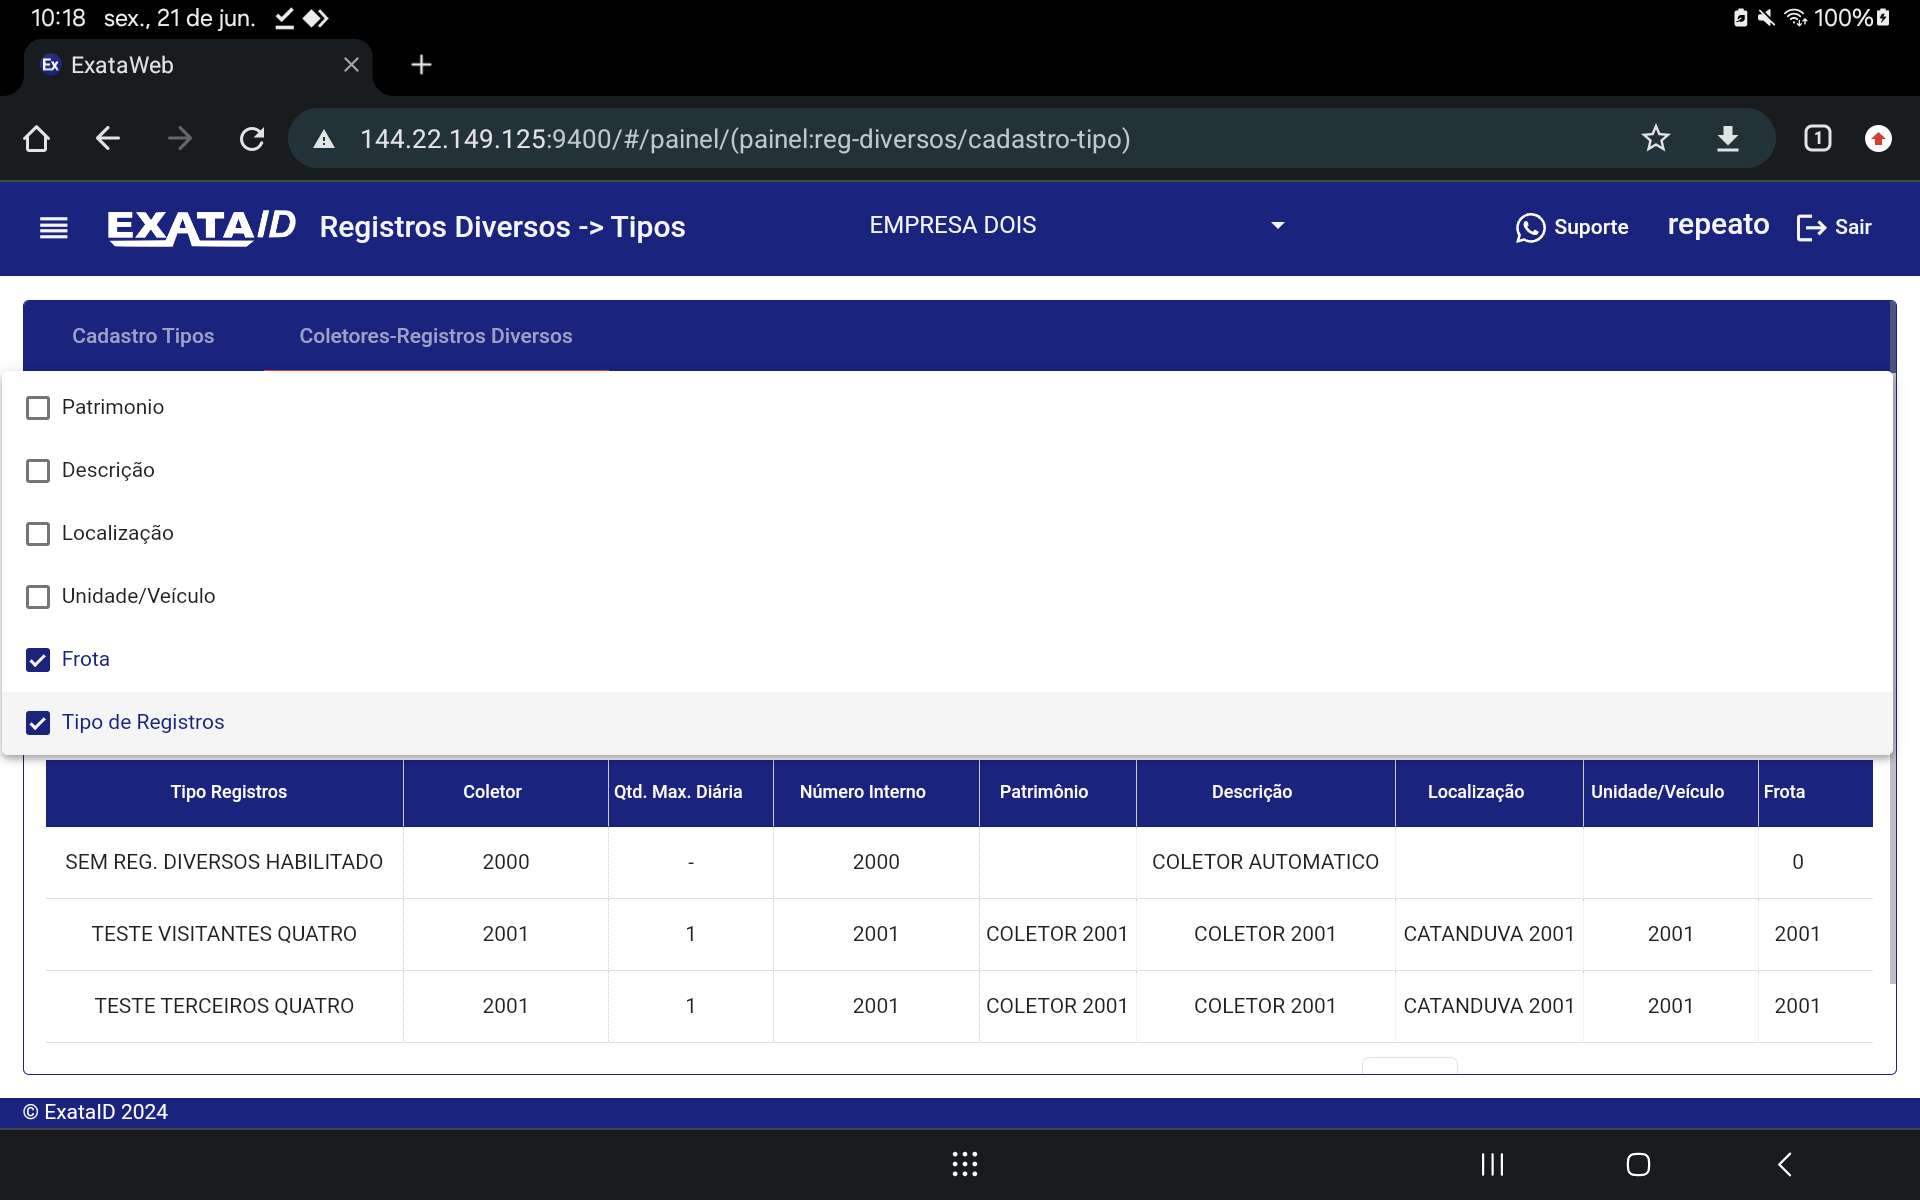 10:18 sex., 21 de jun. 100%
Ex ExataWeb
144.22.149.125:9400/#/painel/(painel:reg-diversos/cadastro-tipo) 1
EXATAID Registros Diversos -> Tipos EMPRESA DOIS Suporte repeato Sair
Cadastro Tipos Coletores-Registros Diversos
Patrimonio
Descrição
Localização
Unidade/Veículo
Frota
Tipo de Registros
Tipo Registros Coletor Qtd. Max. Diária Número Interno Patrimônio Descrição Localização Unidade/Veículo Frota
SEM REG. DIVERSOS HABILITADO 2000 - 2000 COLETOR AUTOMATICO 0
TESTE VISITANTES QUATRO 2001 1 2001 COLETOR 2001 COLETOR 2001 CATANDUVA 2001 2001 2001
TESTE TERCEIROS QUATRO 2001 1 2001 COLETOR 2001 COLETOR 2001 CATANDUVA 2001 2001 2001
© ExataID 2024